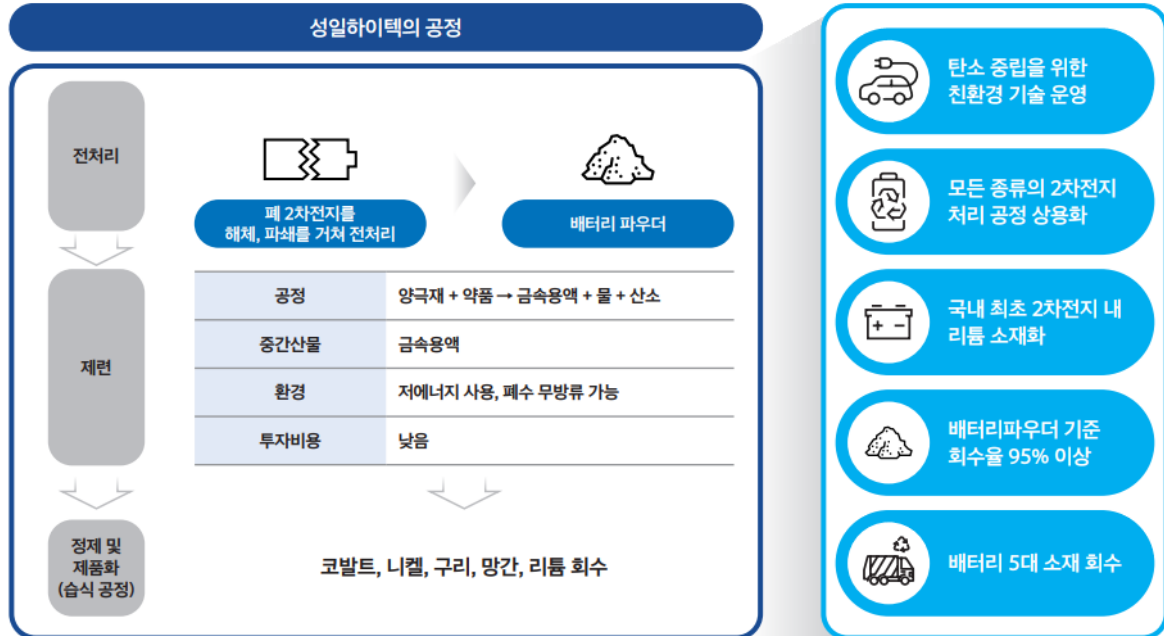 성일하이텍의 공정
전처리
폐 2차전지를
해체, 파쇄를 거쳐 전처리
배터리 파우더
제련
공정
양극재 + 약품 → 금속용액 + 물 + 산소
중간산물
금속용액
환경
저에너지 사용, 폐수 무방류 가능
투자비용
낮음
정제 및
제품화
(습식 공정)
코발트, 니켈, 구리, 망간, 리튬 회수
탄소 중립을 위한
친환경 기술 운영
모든 종류의 2차전지
처리 공정 상용화
국내 최초 2차전지 내
리튬 소재화
배터리파우더 기준
회수율 95% 이상
배터리 5대 소재 회수